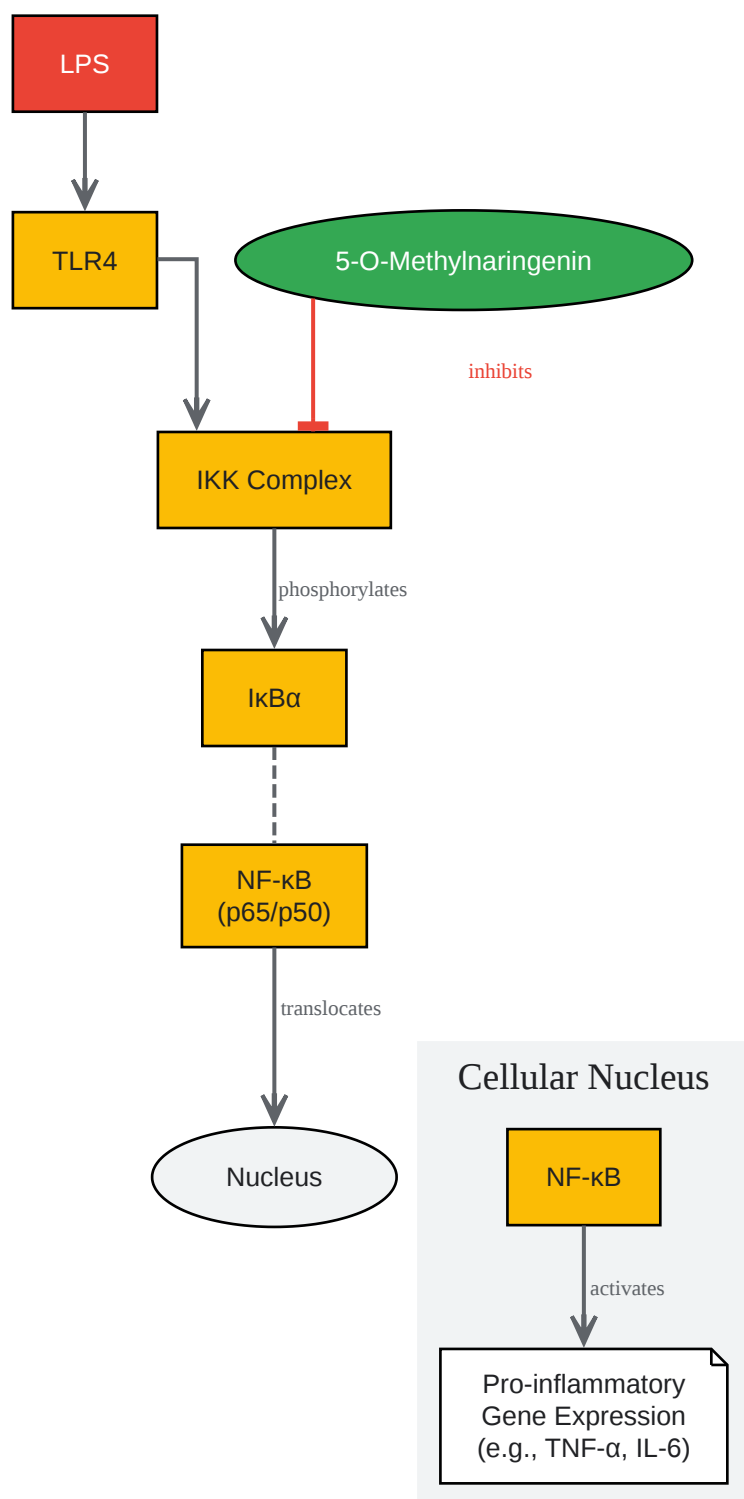 LPS
TLR4
5-O-Methylnaringenin
inhibits
IKK Complex
phosphorylates
IκBα
NF-κB
(p65/p50)
translocates
Nucleus
Cellular Nucleus
NF-κB
activates
Pro-inflammatory
Gene Expression
(e.g., TNF-α, IL-6)